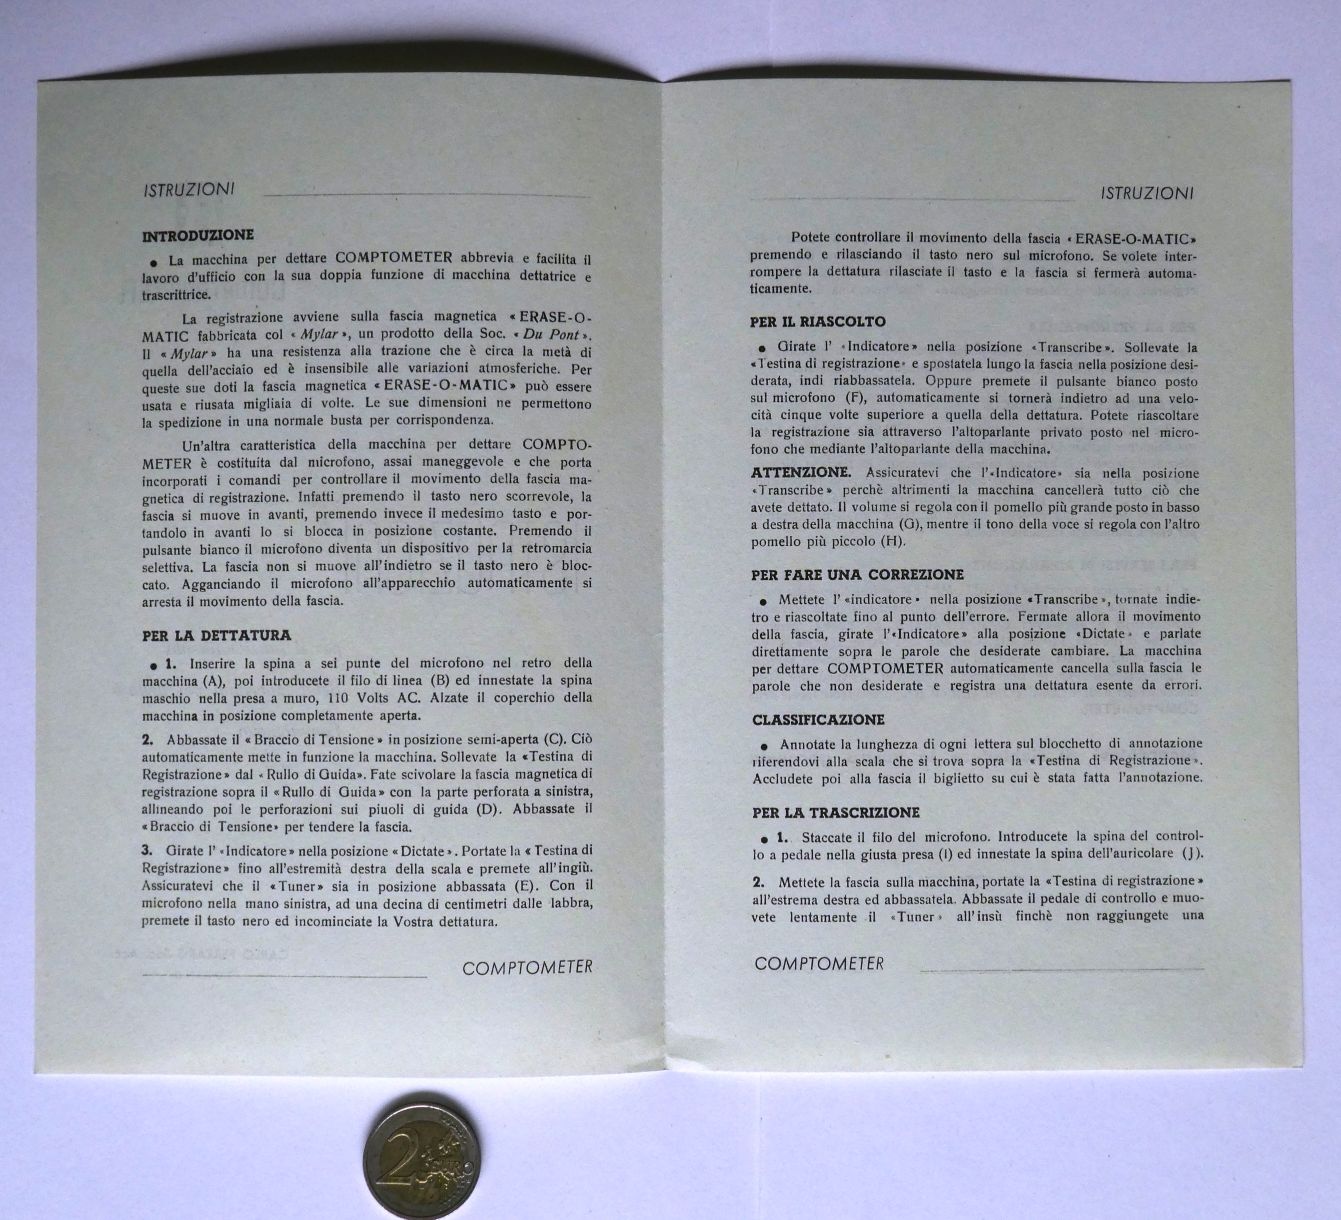 ISTRUZIONI
INTRODUZIONE
• La macchina per dettare COMPTOMETER abbrevia e facilita il
lavoro d'ufficio con la sua doppia funzione di macchina dettatrice e
trascrittrice.
La registrazione avviene sulla fascia magnetica «ERASE-O-
MATIC fabbricata col «Mylar», un prodotto della Soc. «Du Pont».
Il «Mylar» ha una resistenza alla trazione che è circa la metà di
quella dell'acciaio ed è insensibile alle variazioni atmosferiche. Per
queste sue doti la fascia magnetica «ERASE-O-MATIC» può essere
usata e riusata migliaia di volte. Le sue dimensioni ne permettono
la spedizione in una normale busta per corrispondenza.
Un'altra caratteristica della macchina per dettare COMPTO-
METER è costituita dal microfono, assai maneggevole e che porta
incorporati i comandi per controllare il movimento della fascia ma-
gnetica di registrazione. Infatti premendo il tasto nero scorrevole, la
fascia si muove in avanti, premendo invece il medesimo tasto e por-
tandolo in avanti lo si blocca in posizione costante. Premendo il
pulsante bianco il microfono diventa un dispositivo per la retromarcia
selettiva. La fascia non si muove all'indietro se il tasto nero è bloc-
cato. Agganciando il microfono all'apparecchio automaticamente si
arresta il movimento della fascia.
PER LA DETTATURA
• 1. Inserire la spina a sei punte del microfono nel retro della
macchina (A), poi introducete il filo di linea (B) ed innestate la spina
maschio nella presa a muro, 110 Volts AC. Alzate il coperchio della
macchina in posizione completamente aperta.
2. Abbassate il «Braccio di Tensione» in posizione semi-aperta (C). Ciò
automaticamente mette in funzione la macchina. Sollevate la «Testina di
Registrazione» dal «Rullo di Guida». Fate scivolare la fascia magnetica di
registrazione sopra il «Rullo di Guida» con la parte perforata a sinistra,
allineando poi le perforazioni sui piuoli di guida (D). Abbassate il
«Braccio di Tensione» per tendere la fascia.
3. Girate l' «Indicatore» nella posizione «Dictate». Portate la «Testina di
Registrazione» fino all'estremità destra della scala e premete all'ingiù.
Assicuratevi che il «Tuner» sia in posizione abbassata (E). Con il
microfono nella mano sinistra, ad una decina di centimetri dalle labbra,
premete il tasto nero ed incominciate la Vostra dettatura.
COMPTOMETER
ISTRUZIONI
Potete controllare il movimento della fascia «ERASE-O-MATIC»
premendo e rilasciando il tasto nero sul microfono. Se volete inter-
rompere la dettatura rilasciate il tasto e la fascia si fermerà automa-
ticamente.
PER IL RIASCOLTO
• Girate l' «Indicatore» nella posizione «Transcribe». Sollevate la
«Testina di registrazione» e spostatela lungo la fascia nella posizione desi-
derata, indi riabbassatela. Oppure premete il pulsante bianco posto
sul microfono (F), automaticamente si tornerà indietro ad una velo-
cità cinque volte superiore a quella della dettatura. Potete riascoltare
la registrazione sia attraverso l'altoparlante privato posto nel micro-
fono che mediante l'altoparlante della macchina.
ATTENZIONE. Assicuratevi che l'«Indicatore» sia nella posizione
«Transcribe» perchè altrimenti la macchina cancellerà tutto ciò che
avete dettato. Il volume si regola con il pomello più grande posto in basso
a destra della macchina (G), mentre il tono della voce si regola con l'altro
pomello più piccolo (H).
PER FARE UNA CORREZIONE
• Mettete l' «indicatore» nella posizione «Transcribe», tornate indie-
tro e riascoltate fino al punto dell'errore. Fermate allora il movimento
della fascia, girate l'«Indicatore» alla posizione «Dictate» e parlate
direttamente sopra le parole che desiderate cambiare. La macchina
per dettare COMPTOMETER automaticamente cancella sulla fascia le
parole che non desiderate e registra una dettatura esente da errori.
CLASSIFICAZIONE
• Annotate la lunghezza di ogni lettera sul blocchetto di annotazione
riferendovi alla scala che si trova sopra la «Testina di Registrazione».
Accludete poi alla fascia il biglietto su cui è stata fatta l'annotazione.
PER LA TRASCRIZIONE
• 1. Staccate il filo del microfono. Introducete la spina del control-
lo a pedale nella giusta presa (I) ed innestate la spina dell'auricolare (J).
2. Mettete la fascia sulla macchina, portate la «Testina di registrazione»
all'estrema destra ed abbassatela. Abbassate il pedale di controllo e muo-
vete lentamente il «Tuner» all'insù finchè non raggiungete una
COMPTOMETER
2 EURO